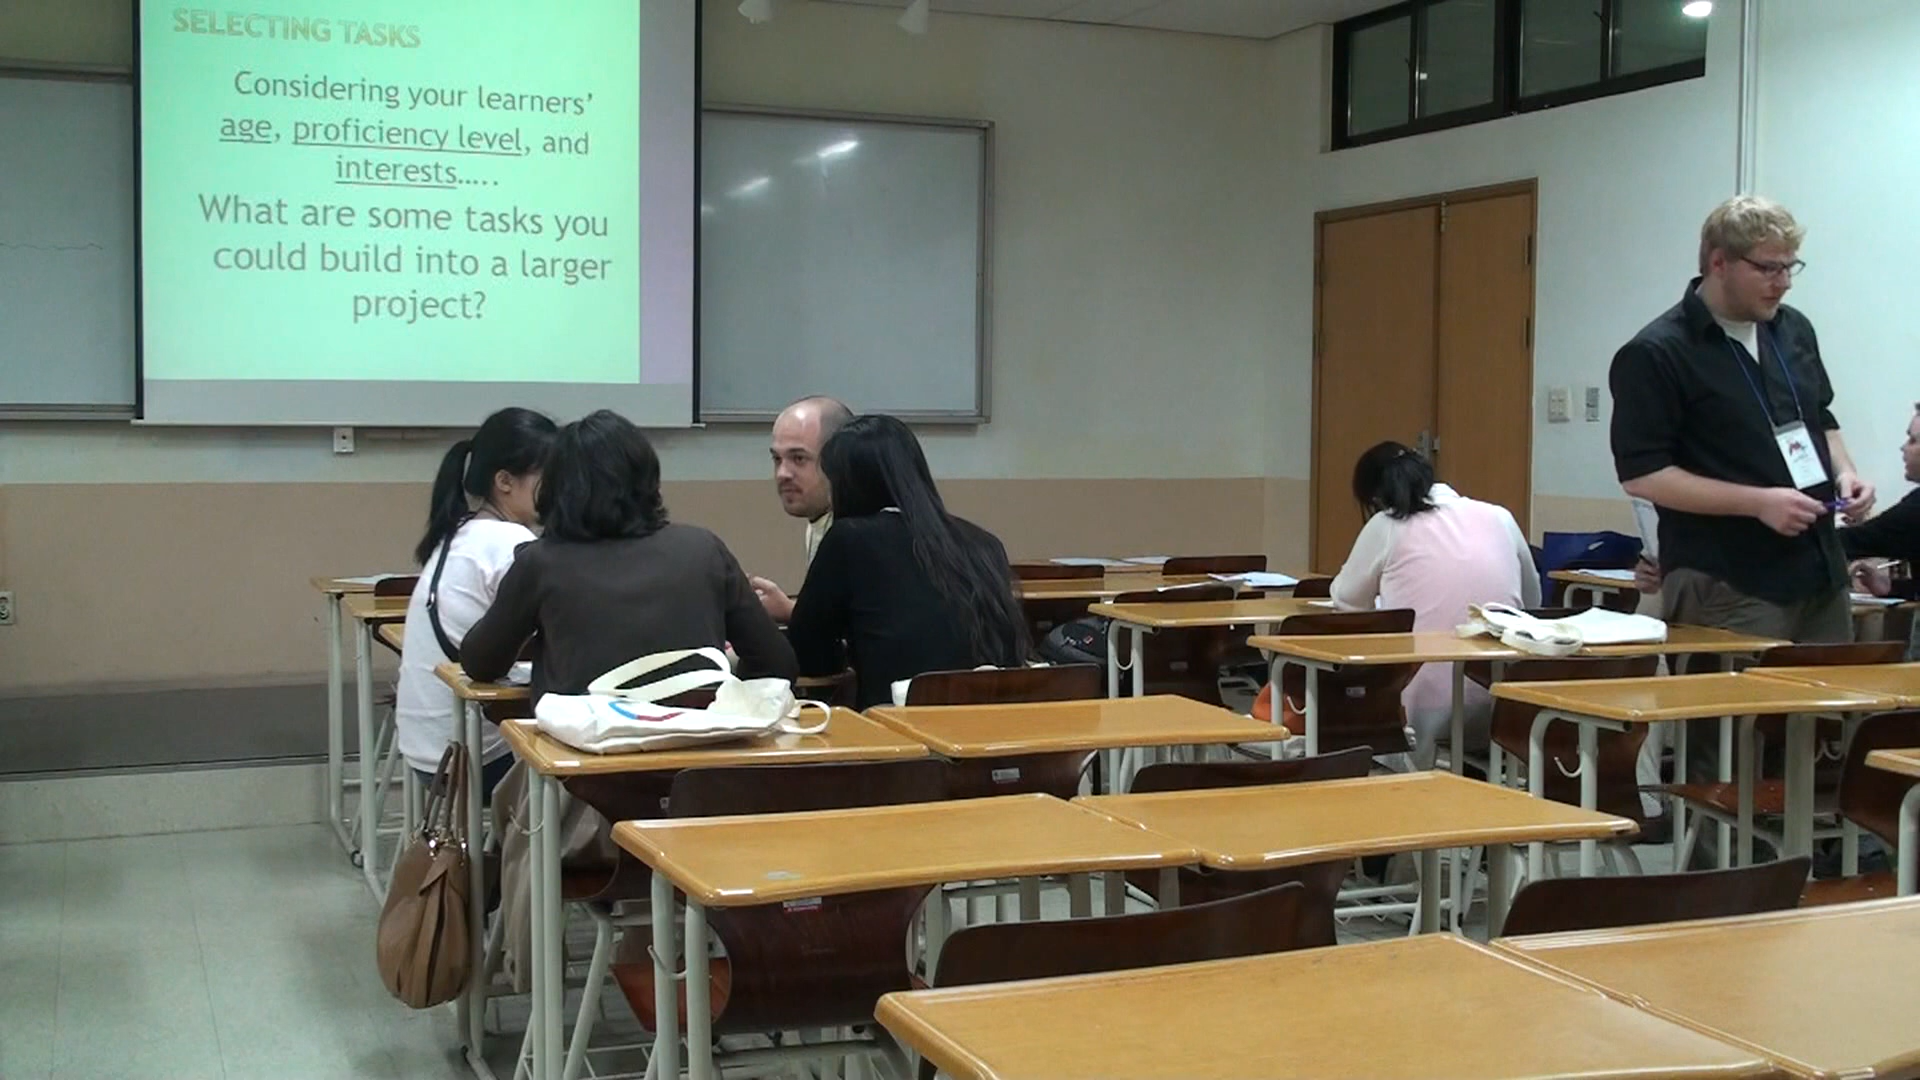 SELECTING TASKS
Considering your learners’
age, proficiency level, and
interests.....
What are some tasks you
could build into a larger
project?